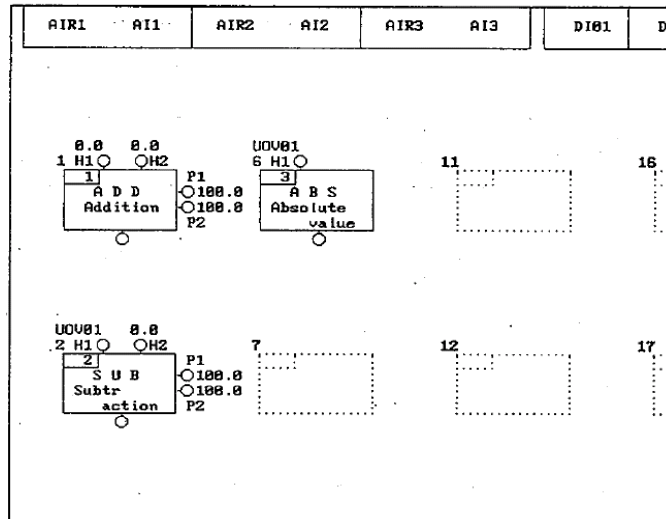 AIR1 AI1 AIR2 AI2 AIR3 AI3 DI01 D
0.0 0.0 UOV01
1 H1 H2 6 H1 11 16
1 P1 3
A D D 100.0 A B S
Addition 100.0 Absolute
P2 value
UOV01 0.0
2 H1 H2 7 12 17
2 P1
S U B 100.0
Subtr 100.0
action P2